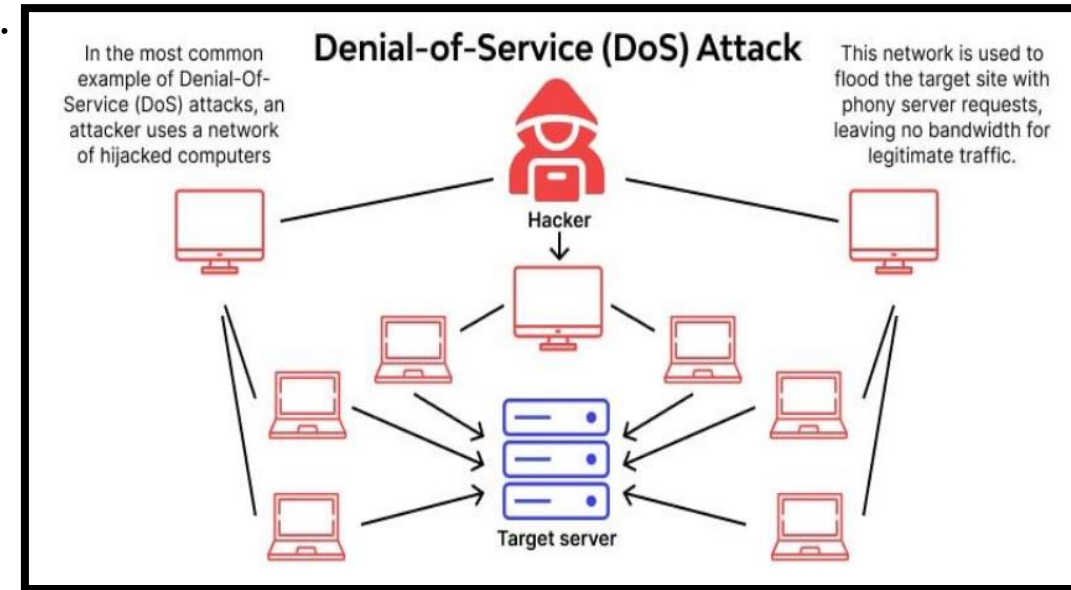 Denial-of-Service (DoS) Attack
In the most common
example of Denial-Of-
Service (DoS) attacks, an
attacker uses a network
of hijacked computers
This network is used to
flood the target site with
phony server requests,
leaving no bandwidth for
legitimate traffic.
Hacker
Target server